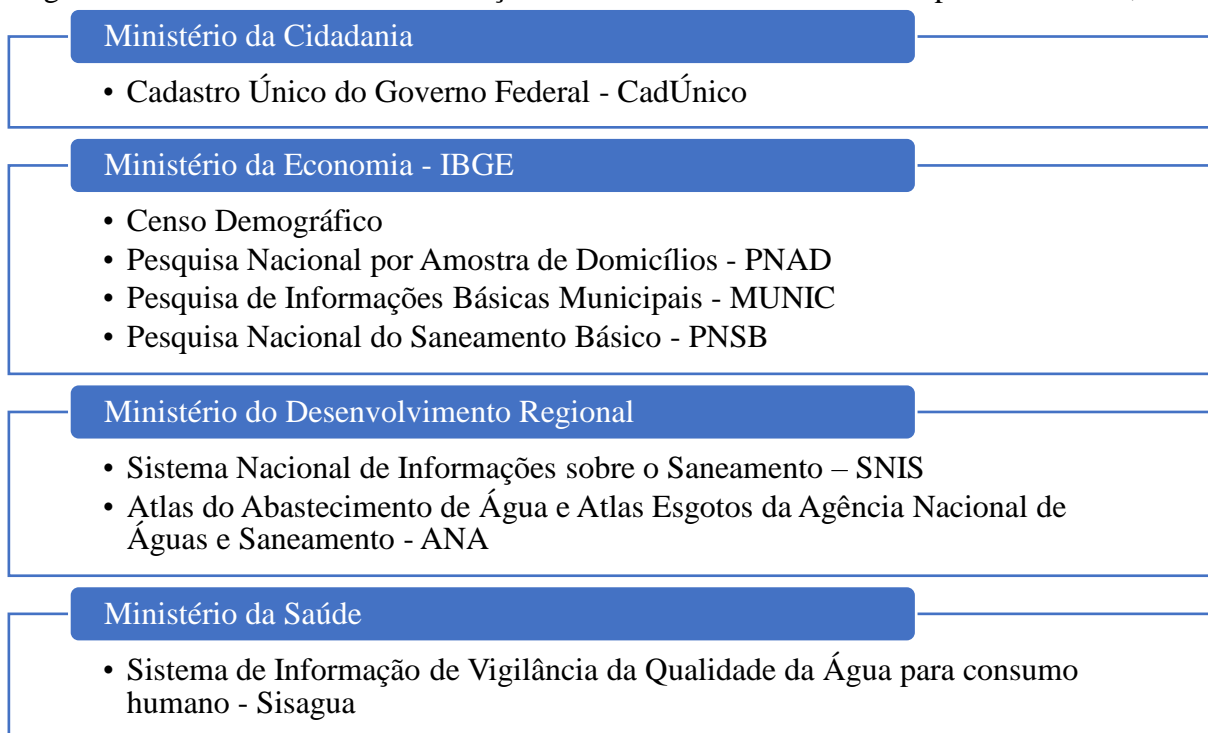 Ministério da Cidadania
• Cadastro Único do Governo Federal - CadÚnico
Ministério da Economia - IBGE
• Censo Demográfico
• Pesquisa Nacional por Amostra de Domicílios - PNAD
• Pesquisa de Informações Básicas Municipais - MUNIC
• Pesquisa Nacional do Saneamento Básico - PNSB
Ministério do Desenvolvimento Regional
• Sistema Nacional de Informações sobre o Saneamento – SNIS
• Atlas do Abastecimento de Água e Atlas Esgotos da Agência Nacional de
Águas e Saneamento - ANA
Ministério da Saúde
• Sistema de Informação de Vigilância da Qualidade da Água para consumo
humano - Sisagua